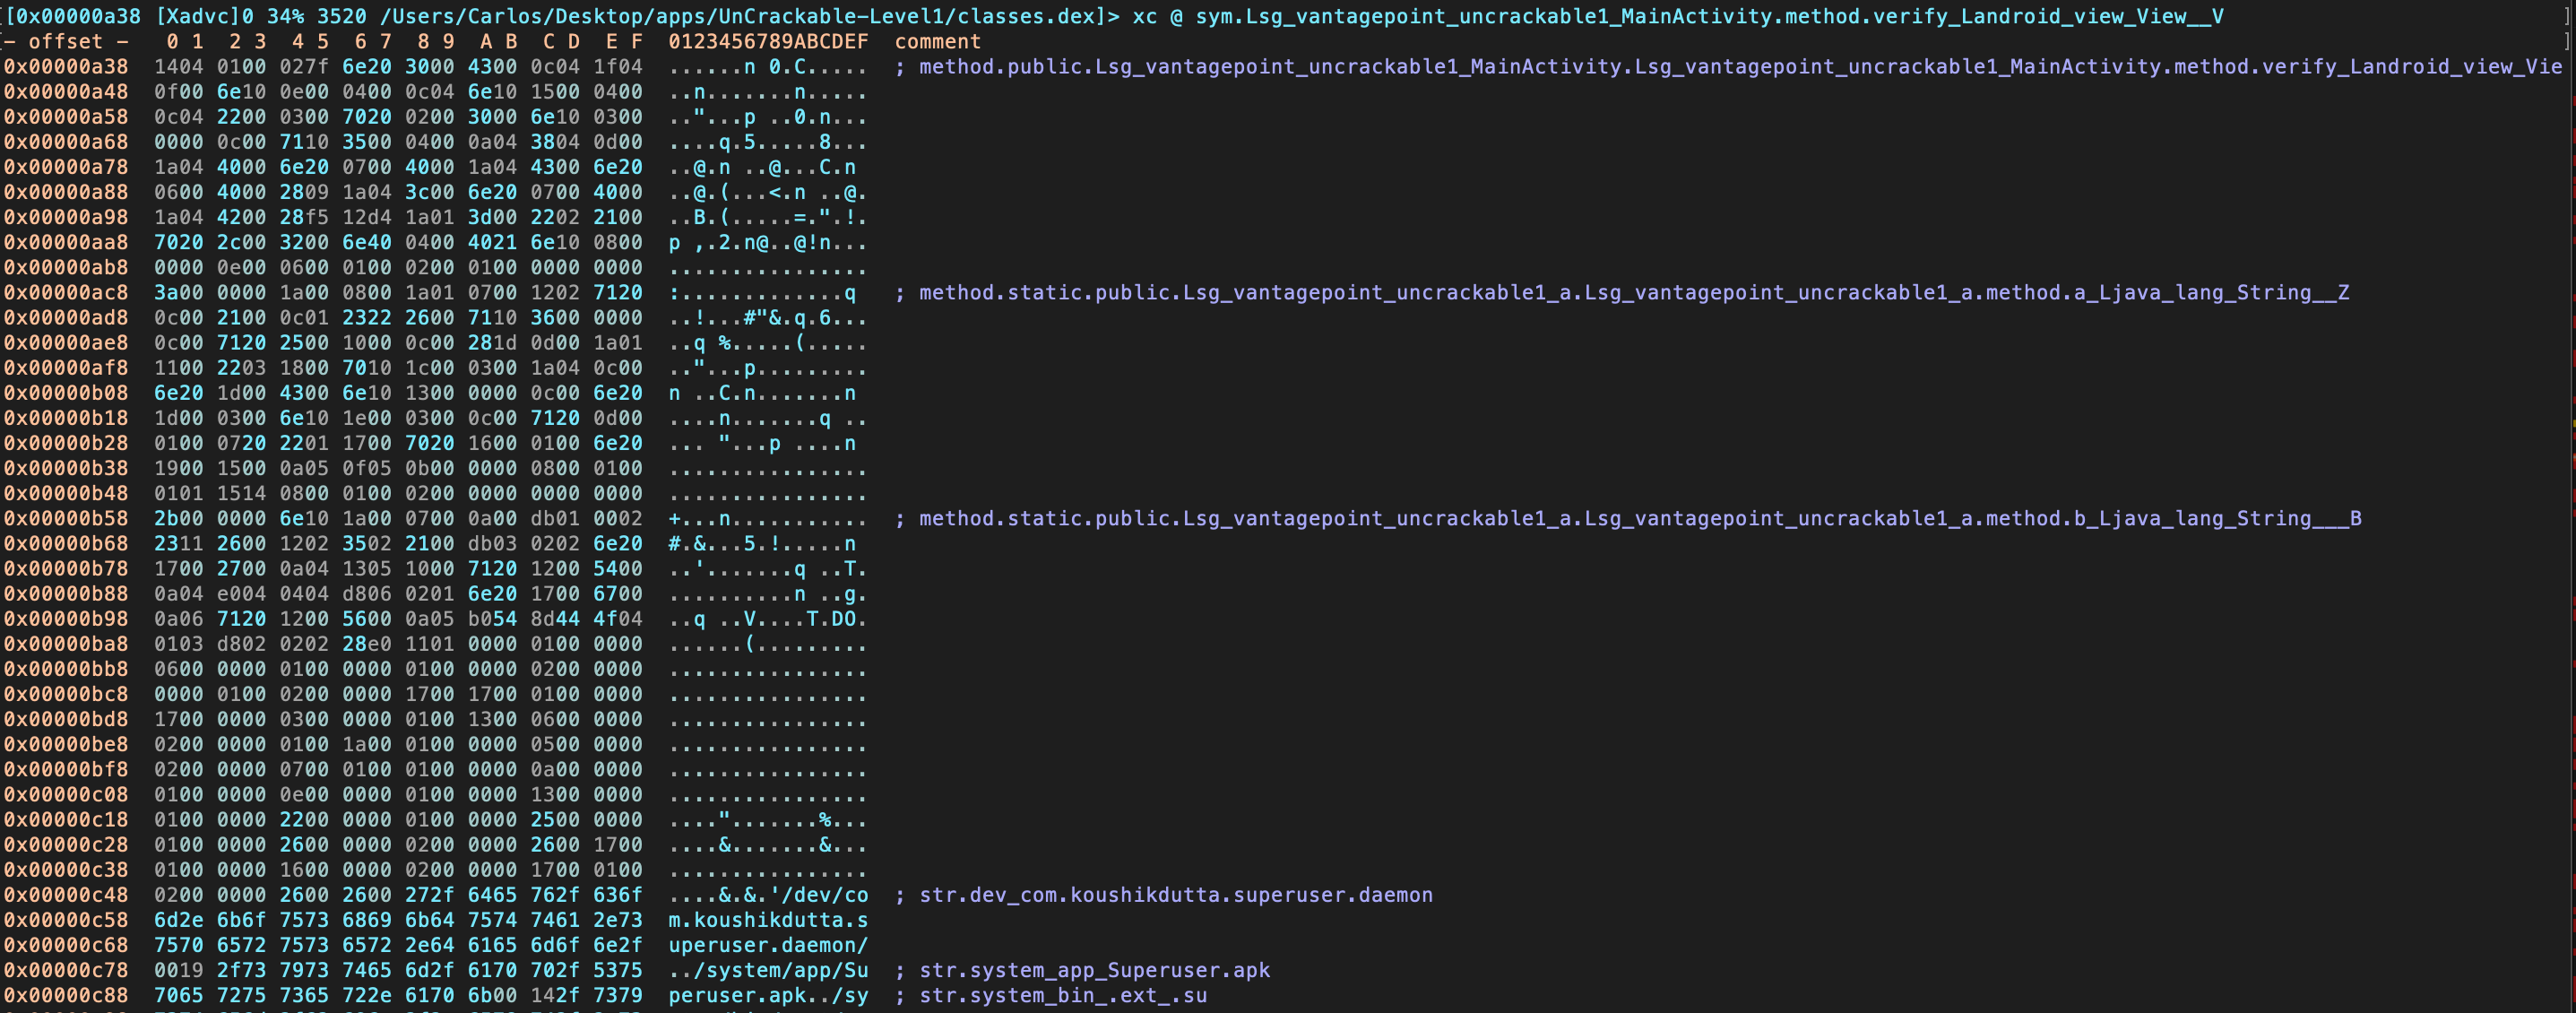 [[0x00000a38 [Xadvc]0 34% 3520 /Users/Carlos/Desktop/apps/UnCrackable-Level1/classes.dex]> xc @ sym.Lsg_vantagepoint_uncrackable1_MainActivity.method.verify_Landroid_view_View__V ]
[- offset -   0 1  2 3  4 5  6 7  8 9  A B  C D  E F  0123456789ABCDEF  comment ]
0x00000a38  1404 0100 027f 6e20 3000 4300 0c04 1f04  ......n 0.C.....  ; method.public.Lsg_vantagepoint_uncrackable1_MainActivity.Lsg_vantagepoint_uncrackable1_MainActivity.method.verify_Landroid_view_Vie
0x00000a48  0f00 6e10 0e00 0400 0c04 6e10 1500 0400  ..n.......n.....
0x00000a58  0c04 2200 0300 7020 0200 3000 6e10 0300  .."...p ..0.n...
0x00000a68  0000 0c00 7110 3500 0400 0a04 3804 0d00  ....q.5.....8...
0x00000a78  1a04 4000 6e20 0700 4000 1a04 4300 6e20  ..@.n ..@...C.n
0x00000a88  0600 4000 2809 1a04 3c00 6e20 0700 4000  ..@.(...<.n ..@.
0x00000a98  1a04 4200 28f5 12d4 1a01 3d00 2202 2100  ..B.(.....=.".!.
0x00000aa8  7020 2c00 3200 6e40 0400 4021 6e10 0800  p ,.2.n@..@!n...
0x00000ab8  0000 0e00 0600 0100 0200 0100 0000 0000  ................
0x00000ac8  3a00 0000 1a00 0800 1a01 0700 1202 7120  :.............q  ; method.static.public.Lsg_vantagepoint_uncrackable1_a.Lsg_vantagepoint_uncrackable1_a.method.a_Ljava_lang_String__Z
0x00000ad8  0c00 2100 0c01 2322 2600 7110 3600 0000  ..!...#"&.q.6...
0x00000ae8  0c00 7120 2500 1000 0c00 281d 0d00 1a01  ..q %.....(.....
0x00000af8  1100 2203 1800 7010 1c00 0300 1a04 0c00  .."...p.........
0x00000b08  6e20 1d00 4300 6e10 1300 0000 0c00 6e20  n ..C.n.......n
0x00000b18  1d00 0300 6e10 1e00 0300 0c00 7120 0d00  ....n.......q ..
0x00000b28  0100 0720 2201 1700 7020 1600 0100 6e20  ... "...p ....n
0x00000b38  1900 1500 0a05 0f05 0b00 0000 0800 0100  ................
0x00000b48  0101 1514 0800 0100 0200 0000 0000 0000  ................
0x00000b58  2b00 0000 6e10 1a00 0700 0a00 db01 0002  +...n...........  ; method.static.public.Lsg_vantagepoint_uncrackable1_a.Lsg_vantagepoint_uncrackable1_a.method.b_Ljava_lang_String___B
0x00000b68  2311 2600 1202 3502 2100 db03 0202 6e20  #.&...5.!.....n
0x00000b78  1700 2700 0a04 1305 1000 7120 1200 5400  ..'.......q ..T.
0x00000b88  0a04 e004 0404 d806 0201 6e20 1700 6700  ..........n ..g.
0x00000b98  0a06 7120 1200 5600 0a05 b054 8d44 4f04  ..q ..V....T.DO.
0x00000ba8  0103 d802 0202 28e0 1101 0000 0100 0000  ......(.........
0x00000bb8  0600 0000 0100 0000 0100 0000 0200 0000  ................
0x00000bc8  0000 0100 0200 0000 1700 1700 0100 0000  ................
0x00000bd8  1700 0000 0300 0000 0100 1300 0600 0000  ................
0x00000be8  0200 0000 0100 1a00 0100 0000 0500 0000  ................
0x00000bf8  0200 0000 0700 0100 0100 0000 0a00 0000  ................
0x00000c08  0100 0000 0e00 0000 0100 0000 1300 0000  ................
0x00000c18  0100 0000 2200 0000 0100 0000 2500 0000  ....".......%...
0x00000c28  0100 0000 2600 0000 0200 0000 2600 1700  ....&.......&...
0x00000c38  0100 0000 1600 0000 0200 0000 1700 0100  ................
0x00000c48  0200 0000 2600 2600 272f 6465 762f 636f  ....&.&.'/dev/co  ; str.dev_com.koushikdutta.superuser.daemon
0x00000c58  6d2e 6b6f 7573 6869 6b64 7574 7461 2e73  m.koushikdutta.s
0x00000c68  7570 6572 7573 6572 2e64 6165 6d6f 6e2f  uperuser.daemon/
0x00000c78  0019 2f73 7973 7465 6d2f 6170 702f 5375  ../system/app/Su  ; str.system_app_Superuser.apk
0x00000c88  7065 7275 7365 722e 6170 6b00 142f 7379  peruser.apk../sy  ; str.system_bin_.ext_.su